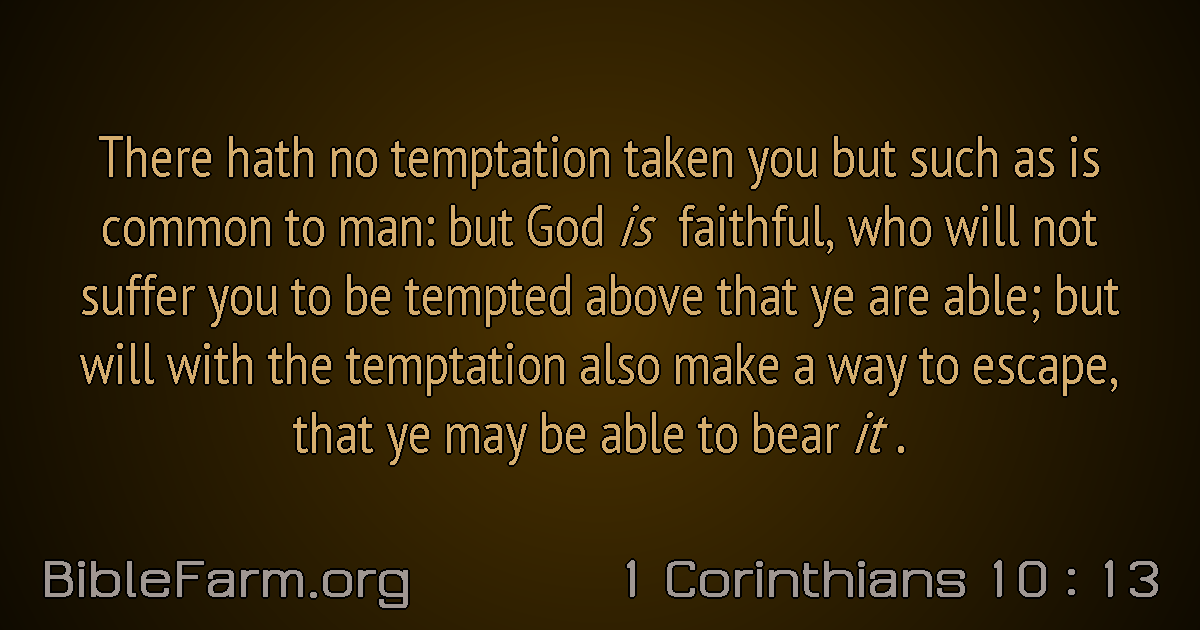 There hath no temptation taken you but such as is
common to man: but God is faithful, who will not
suffer you to be tempted above that ye are able; but
will with the temptation also make a way to escape,
that ye may be able to bear it .
BibleFarm.org
1 Corinthians 10 : 13